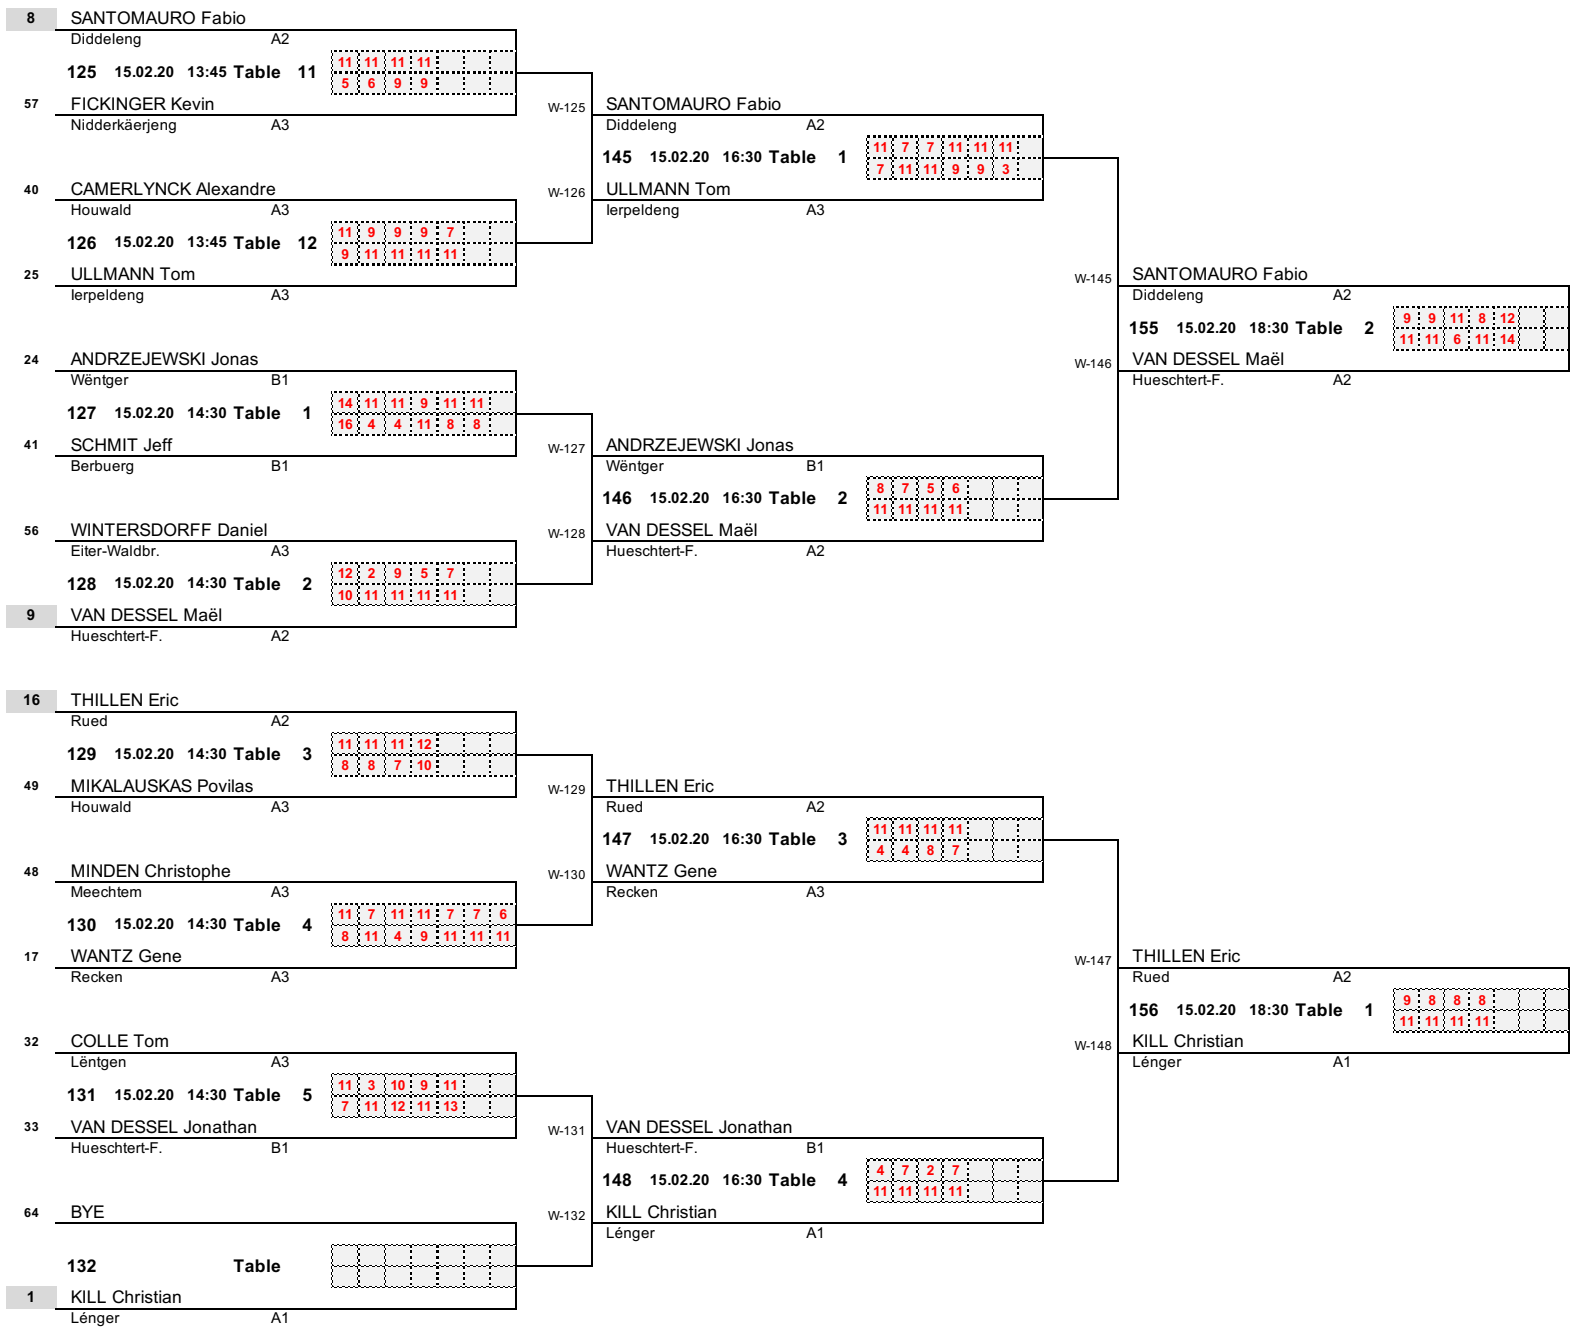 8 SANTOMAURO Fabio
Diddeleng A2
11 11 11 11
125 15.02.20 13:45 Table 11
5 6 9 9
57 FICKINGER Kevin
Nidderkäerjeng A3
W-125 SANTOMAURO Fabio
Diddeleng A2
11 7 7 11 11 11
145 15.02.20 16:30 Table 1
7 11 11 9 9 3
40 CAMERLYNCK Alexandre
Houwald A3
W-126 ULLMANN Tom
Ierpeldeng A3
11 9 9 9 7
126 15.02.20 13:45 Table 12
9 11 11 11 11
25 ULLMANN Tom
Ierpeldeng A3
W-145 SANTOMAURO Fabio
Diddeleng A2
9 9 11 8 12
155 15.02.20 18:30 Table 2
11 11 6 11 14
24 ANDRZEJEWSKI Jonas
Wëntger B1
W-146 VAN DESSEL Maël
Hueschtert-F. A2
14 11 11 9 11 11
127 15.02.20 14:30 Table 1
16 4 4 11 8 8
41 SCHMIT Jeff
Berbuerg B1
W-127 ANDRZEJEWSKI Jonas
Wëntger B1
8 7 5 6
146 15.02.20 16:30 Table 2
11 11 11 11
56 WINTERSDORFF Daniel
Eiter-Waldbr. A3
W-128 VAN DESSEL Maël
Hueschtert-F. A2
12 2 9 5 7
128 15.02.20 14:30 Table 2
10 11 11 11 11
9 VAN DESSEL Maël
Hueschtert-F. A2
16 THILLEN Eric
Rued A2
11 11 11 12
129 15.02.20 14:30 Table 3
8 8 7 10
49 MIKALAUSKAS Povilas
Houwald A3
W-129 THILLEN Eric
Rued A2
11 11 11 11
147 15.02.20 16:30 Table 3
4 4 8 7
48 MINDEN Christophe
Meechtem A3
W-130 WANTZ Gene
Recken A3
11 7 11 11 7 7 6
130 15.02.20 14:30 Table 4
8 11 4 9 11 11 11
17 WANTZ Gene
Recken A3
W-147 THILLEN Eric
Rued A2
9 8 8 8
156 15.02.20 18:30 Table 1
11 11 11 11
32 COLLE Tom
Lëntgen A3
W-148 KILL Christian
Lénger A1
11 3 10 9 11
131 15.02.20 14:30 Table 5
7 11 12 11 13
33 VAN DESSEL Jonathan
Hueschtert-F. B1
W-131 VAN DESSEL Jonathan
Hueschtert-F. B1
4 7 2 7
148 15.02.20 16:30 Table 4
11 11 11 11
64 BYE
W-132 KILL Christian
Lénger A1
132 Table
1 KILL Christian
Lénger A1